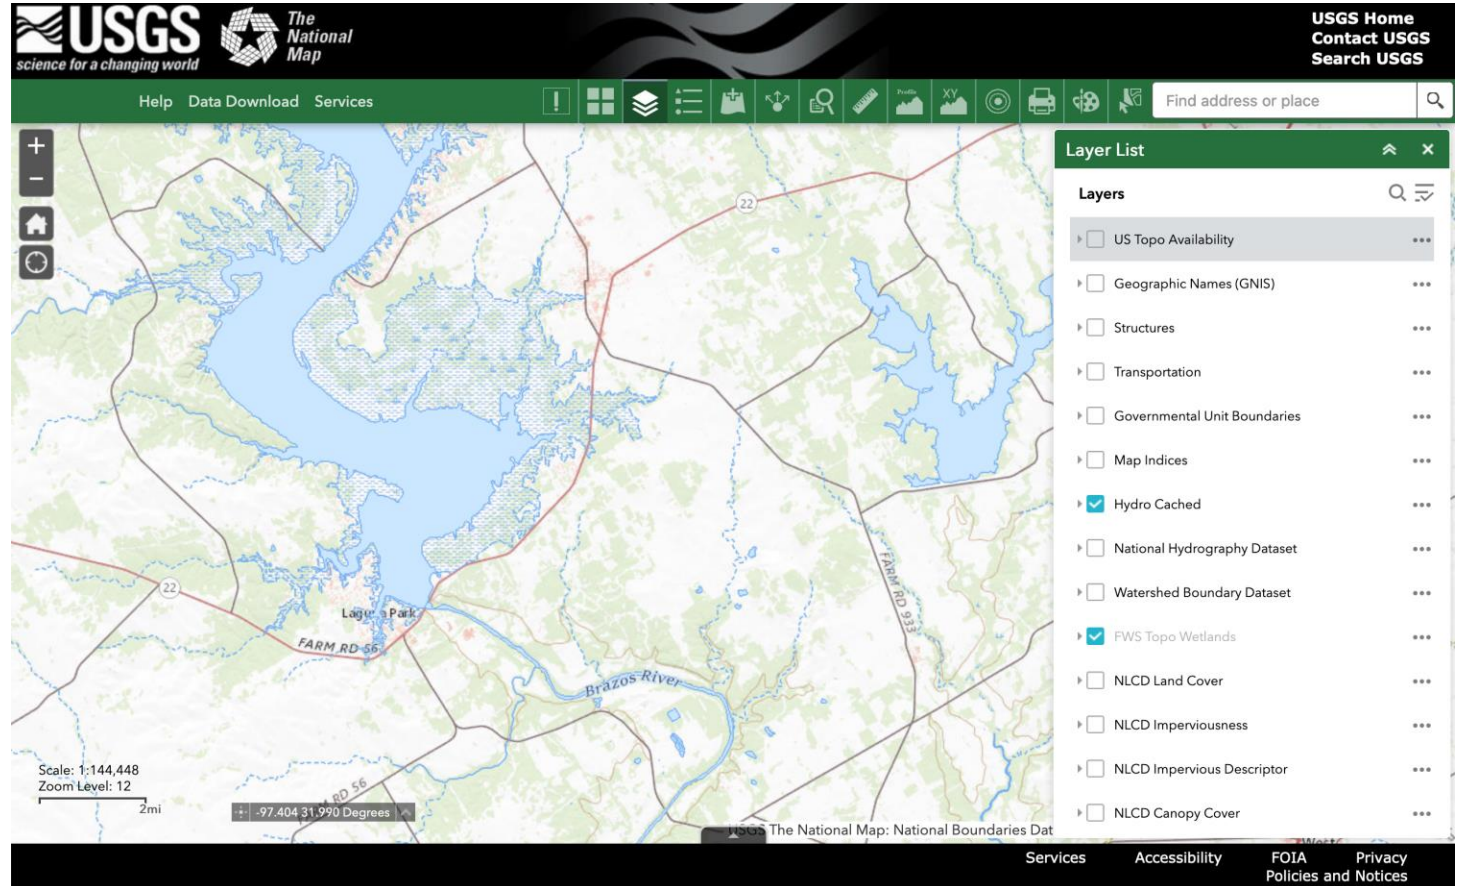 USGS
science for a changing world
The
National
Map
USGS Home
Contact USGS
Search USGS
Help Data Download Services
Profile
XY
Find address or place
+
−
22
22
Laguna Park
FARM RD 56
Brazos River
FARM RD 933
RD 56
Scale: 1:144,448
Zoom Level: 12
2mi
-97.404 31.990 Degrees
USGS The National Map: National Boundaries Dat
Layer List
Layers
US Topo Availability
Geographic Names (GNIS)
Structures
Transportation
Governmental Unit Boundaries
Map Indices
Hydro Cached
National Hydrography Dataset
Watershed Boundary Dataset
FWS Topo Wetlands
NLCD Land Cover
NLCD Imperviousness
NLCD Impervious Descriptor
NLCD Canopy Cover
Services Accessibility FOIA Privacy
Policies and Notices